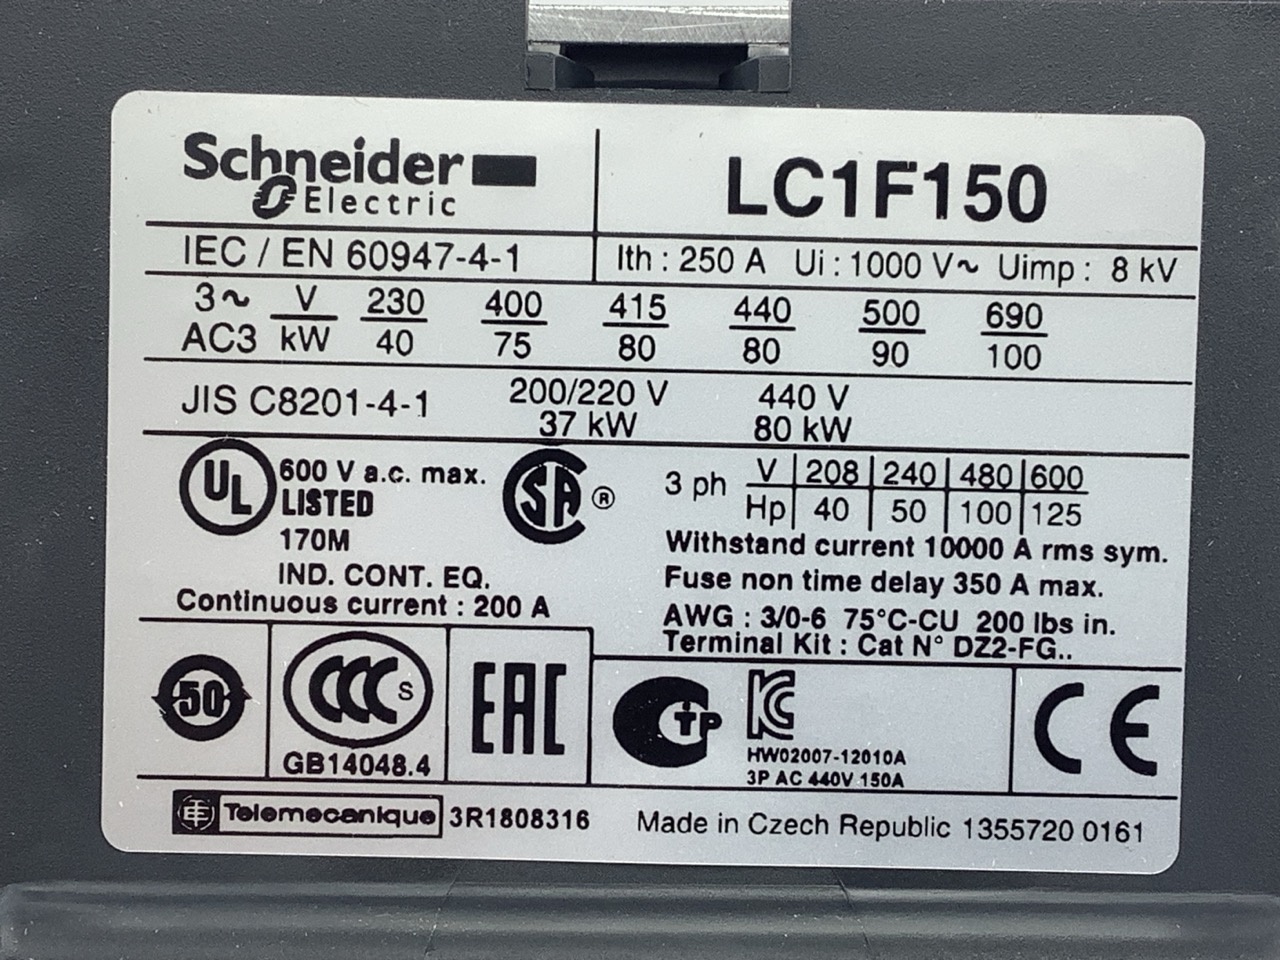 Schneider Electric
LC1F150
IEC / EN 60947-4-1
Ith : 250 A Ui : 1000 V~ Uimp : 8 kV
3~ V 230 400 415 440 500 690
AC3 kW 40 75 80 80 90 100
JIS C8201-4-1
200/220 V 440 V
37 kW 80 kW
UL
600 V a.c. max.
LISTED
170M
IND. CONT. EQ.
Continuous current : 200 A
SA ®
3 ph V 208 240 480 600
Hp 40 50 100 125
Withstand current 10000 A rms sym.
Fuse non time delay 350 A max.
AWG : 3/0-6 75°C-CU 200 lbs in.
Terminal Kit : Cat N° DZ2-FG..
50
CCC S
GB14048.4
EAC
CTP
KC
HW02007-12010A
3P AC 440V 150A
CE
TE Telemecanique 3R1808316
Made in Czech Republic 1355720 0161